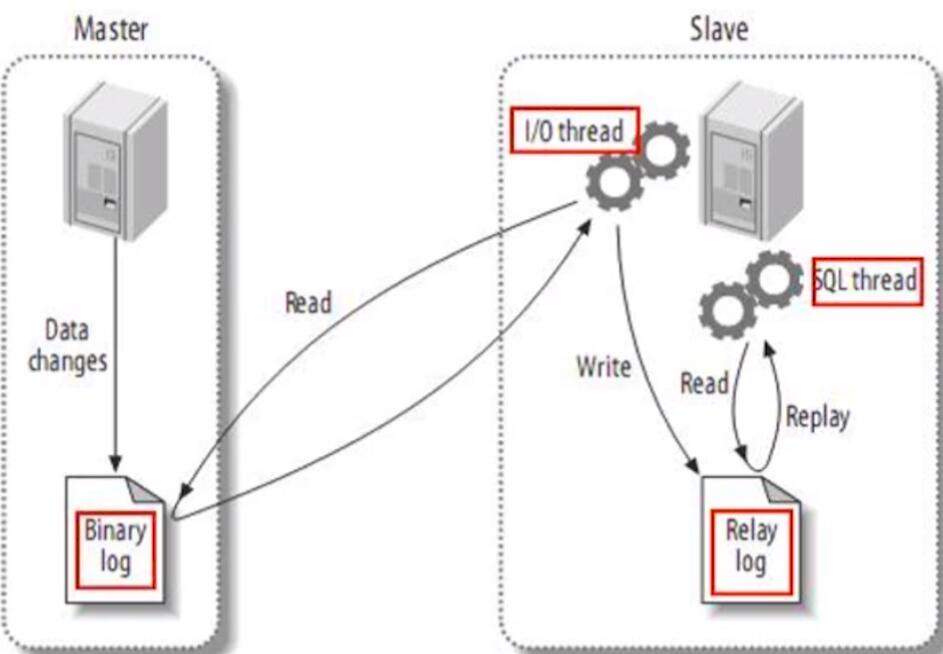 Master
Slave
I/O thread
SQL thread
Read
Data
changes
Write
Read
Replay
Binary
log
Relay
log